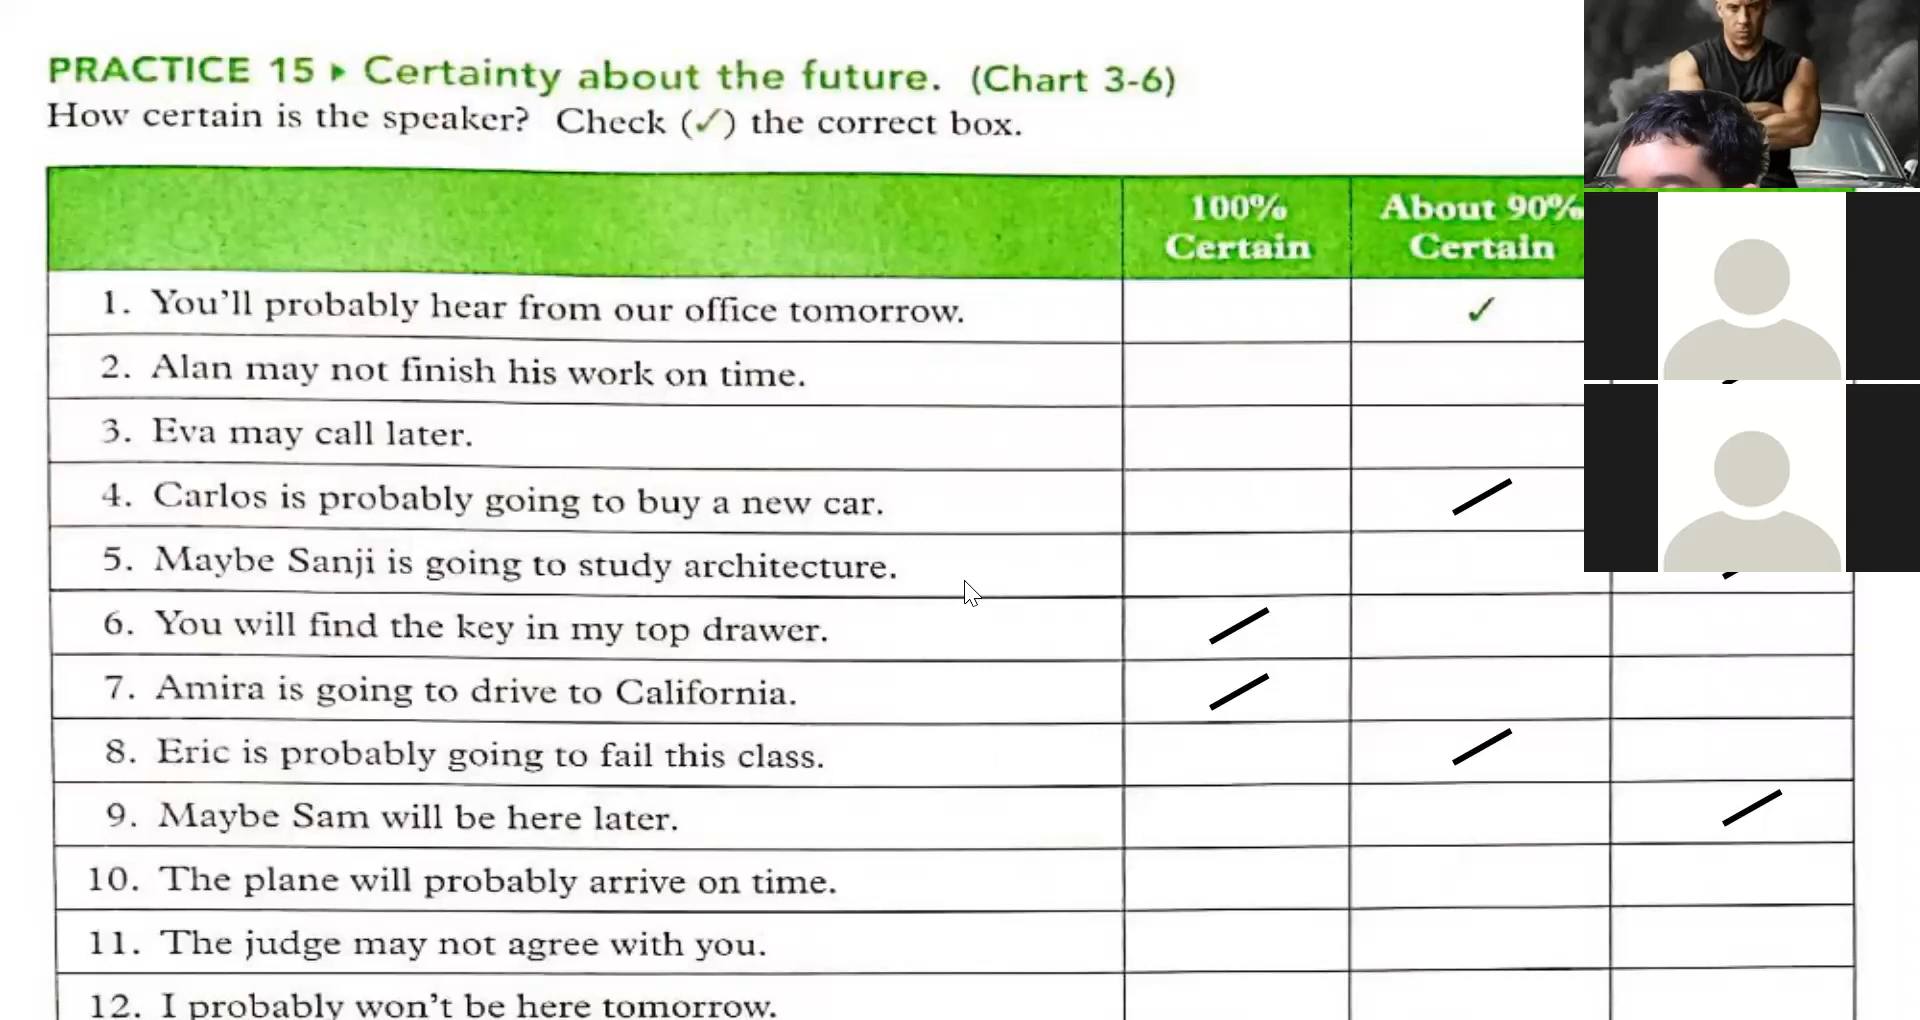 PRACTICE 15 ▸ Certainty about the future. (Chart 3-6)
How certain is the speaker? Check (✓) the correct box.
100% Certain
About 90% Certain
1. You'll probably hear from our office tomorrow. ✓
2. Alan may not finish his work on time.
3. Eva may call later.
4. Carlos is probably going to buy a new car.
5. Maybe Sanji is going to study architecture.
6. You will find the key in my top drawer.
7. Amira is going to drive to California.
8. Eric is probably going to fail this class.
9. Maybe Sam will be here later.
10. The plane will probably arrive on time.
11. The judge may not agree with you.
12. I probably won't be here tomorrow.